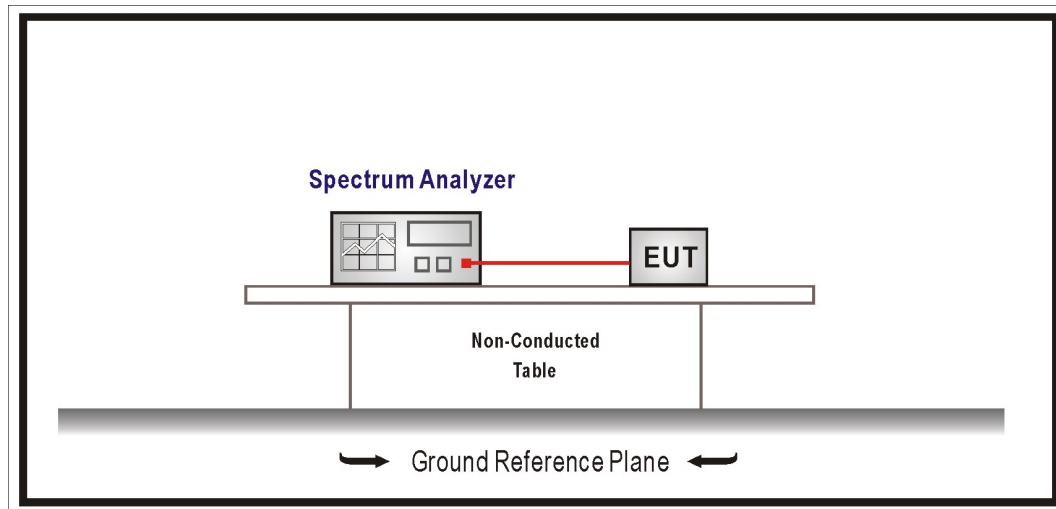 Spectrum Analyzer
EUT
Non-Conducted
Table
Ground Reference Plane